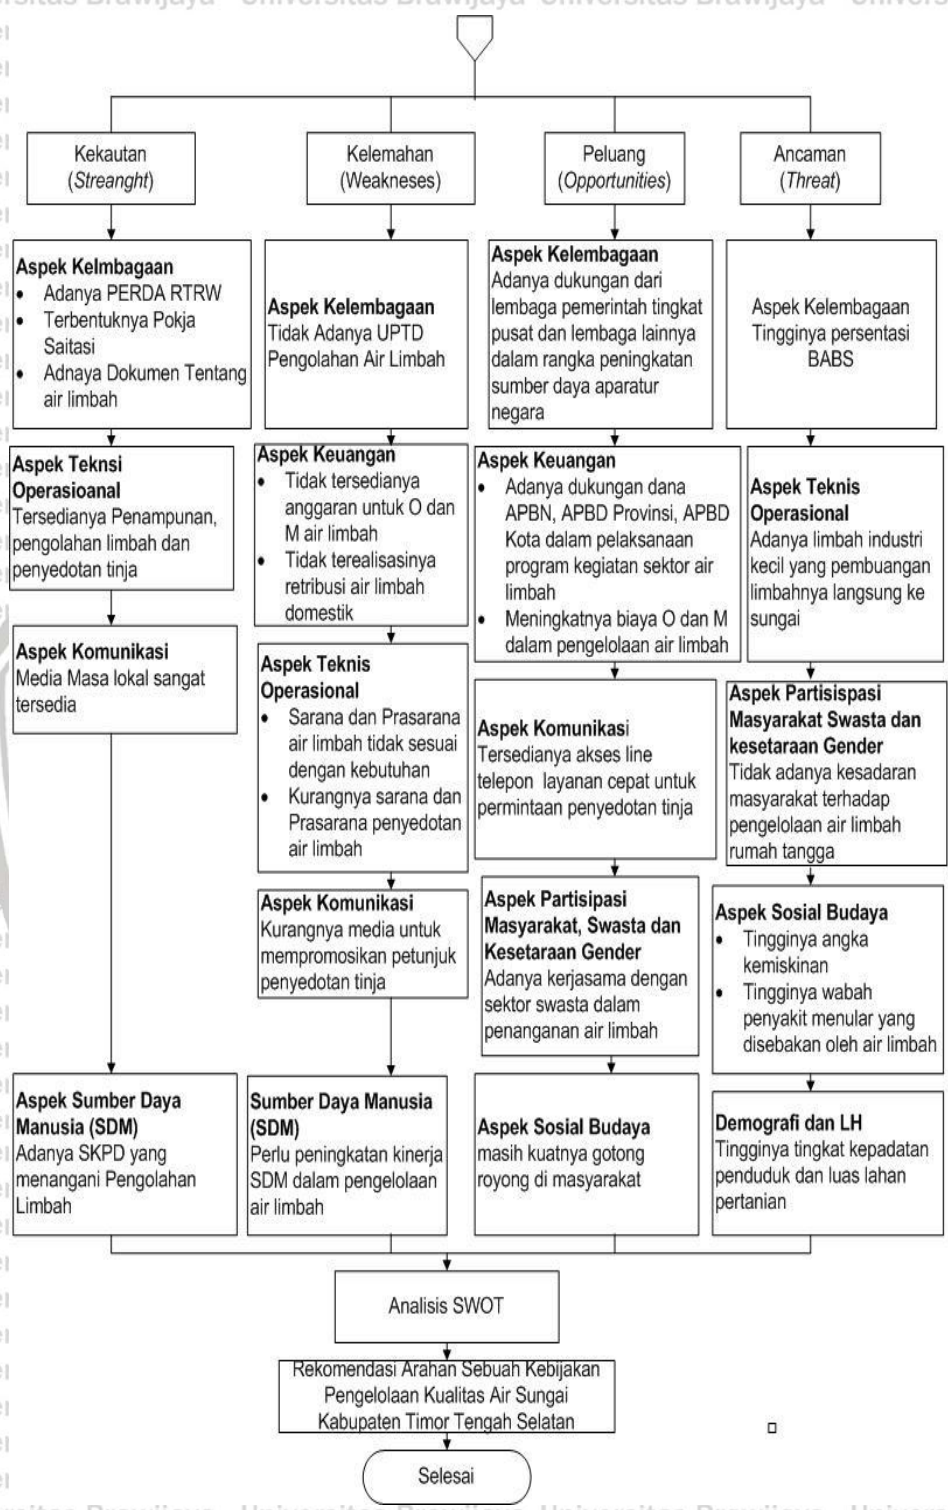 Universitas Brawijaya Universitas Brawijaya
Kekautan
(Streanght)
Kelemahan
(Weakneses)
Peluang
(Opportunities)
Ancaman
(Threat)
Aspek Kelmbagaan
• Adanya PERDA RTRW
• Terbentuknya Pokja
Saitasi
• Adnaya Dokumen Tentang
air limbah
Aspek Teknsi
Operasioanal
Tersedianya Penampunan,
pengolahan limbah dan
penyedotan tinja
Aspek Komunikasi
Media Masa lokal sangat
tersedia
Aspek Sumber Daya
Manusia (SDM)
Adanya SKPD yang
menangani Pengolahan
Limbah
Aspek Kelembagaan
Tidak Adanya UPTD
Pengolahan Air Limbah
Aspek Keuangan
• Tidak tersedianya
anggaran untuk O dan
M air limbah
• Tidak terealisasinya
retribusi air limbah
domestik
Aspek Teknis
Operasional
• Sarana dan Prasarana
air limbah tidak sesuai
dengan kebutuhan
• Kurangnya sarana dan
Prasarana penyedotan
air limbah
Aspek Komunikasi
Kurangnya media untuk
mempromosikan petunjuk
penyedotan tinja
Sumber Daya Manusia
(SDM)
Perlu peningkatan kinerja
SDM dalam pengelolaan
air limbah
Aspek Kelembagaan
Adanya dukungan dari
lembaga pemerintah tingkat
pusat dan lembaga lainnya
dalam rangka peningkatan
sumber daya aparatur
negara
Aspek Keuangan
• Adanya dukungan dana
APBN, APBD Provinsi, APBD
Kota dalam pelaksanaan
program kegiatan sektor air
limbah
• Meningkatnya biaya O dan M
dalam pengelolaan air limbah
Aspek Komunikasi
Tersedianya akses line
telepon layanan cepat untuk
permintaan penyedotan tinja
Aspek Partisipasi
Masyarakat, Swasta dan
Kesetaraan Gender
Adanya kerjasama dengan
sektor swasta dalam
penanganan air limbah
Aspek Sosial Budaya
masih kuatnya gotong
royong di masyarakat
Aspek Kelembagaan
Tingginya persentasi
BABS
Aspek Teknis
Operasional
Adanya limbah industri
kecil yang pembuangan
limbahnya langsung ke
sungai
Aspek Partisispasi
Masyarakat Swasta dan
kesetaraan Gender
Tidak adanya kesadaran
masyarakat terhadap
pengelolaan air limbah
rumah tangga
Aspek Sosial Budaya
• Tingginya angka
kemiskinan
• Tingginya wabah
penyakit menular yang
disebakan oleh air limbah
Demografi dan LH
Tingginya tingkat kepadatan
penduduk dan luas lahan
pertanian
Analisis SWOT
Rekomendasi Arahan Sebuah Kebijakan
Pengelolaan Kualitas Air Sungai
Kabupaten Timor Tengah Selatan
Selesai